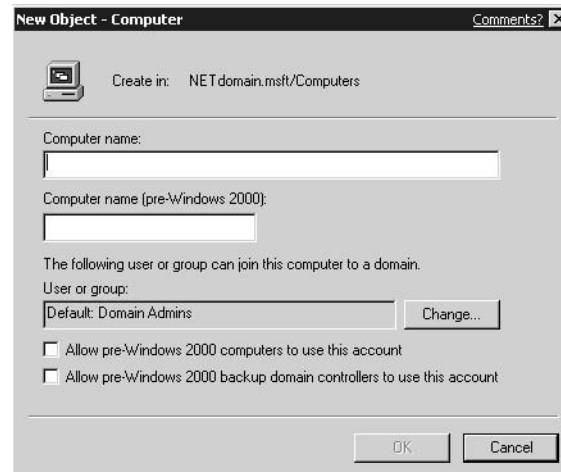 New Object - Computer Comments?
Create in: NETdomain.msft/Computers
Computer name:
Computer name (pre-Windows 2000):
The following user or group can join this computer to a domain.
User or group:
Default: Domain Admins Change...
Allow pre-Windows 2000 computers to use this account
Allow pre-Windows 2000 backup domain controllers to use this account
OK Cancel